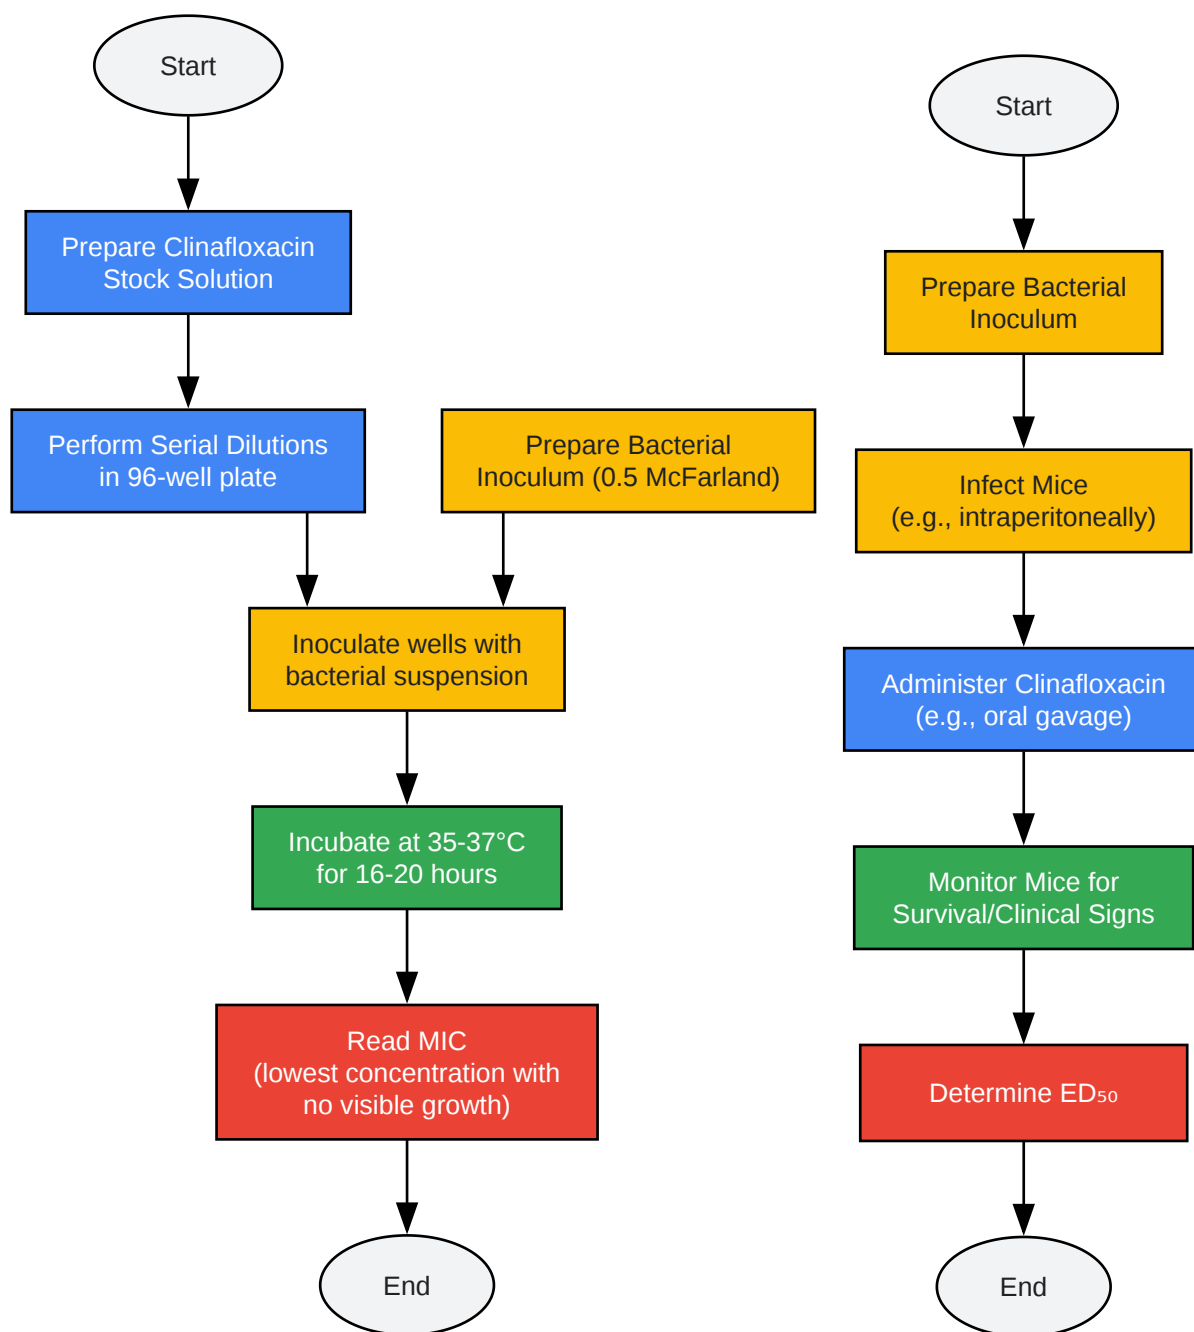 Start
Prepare Clinafloxacin
Stock Solution
Perform Serial Dilutions
in 96-well plate
Prepare Bacterial
Inoculum (0.5 McFarland)
Inoculate wells with
bacterial suspension
Incubate at 35-37°C
for 16-20 hours
Read MIC
(lowest concentration with
no visible growth)
End
Start
Prepare Bacterial
Inoculum
Infect Mice
(e.g., intraperitoneally)
Administer Clinafloxacin
(e.g., oral gavage)
Monitor Mice for
Survival/Clinical Signs
Determine ED₅₀
End